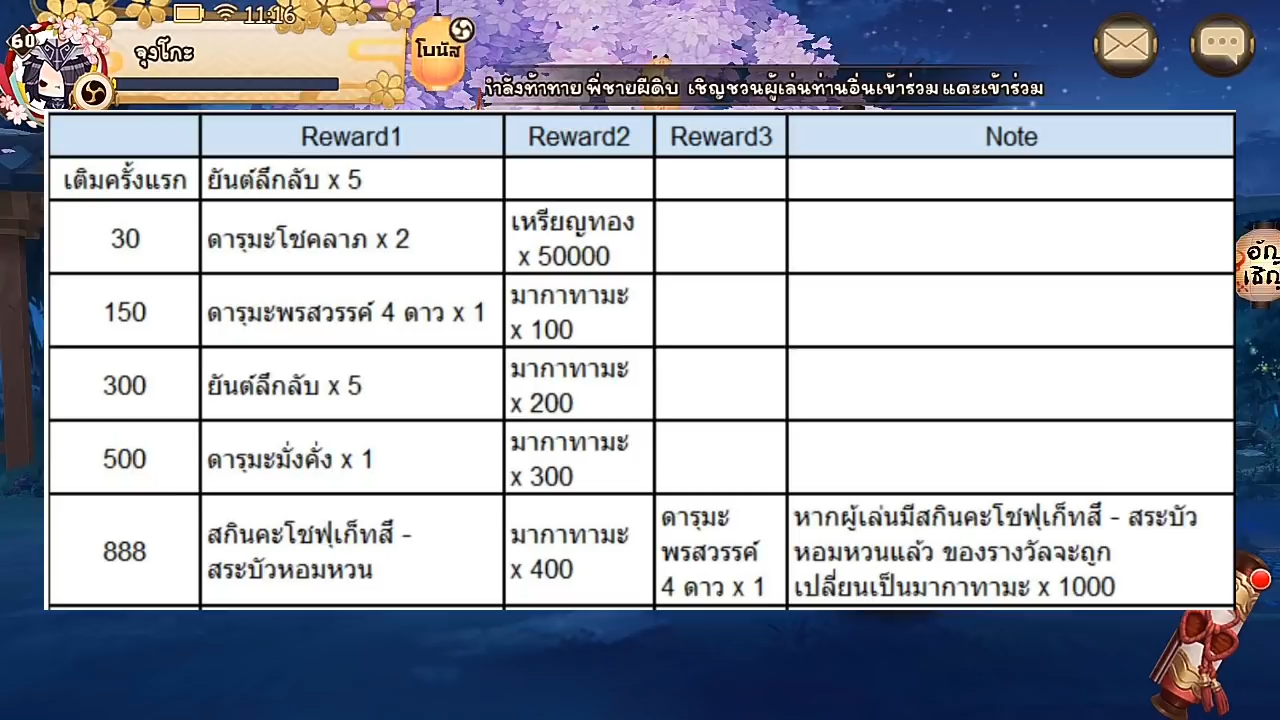 11:16
60
จุงโกะ
โบนัส
กำลังท้าทาย พี่ชายผีดิบ เชิญชวนผู้เล่นท่านอื่นเข้าร่วม และเข้าร่วม
Reward1 Reward2 Reward3 Note
เติมครั้งแรก ยันต์ลึกลับ x 5
30 ดารุมะโชคลาภ x 2 เหรียญทอง
x 50000
150 ดารุมะพรสวรรค์ 4 ดาว x 1 มากาทามะ
x 100
300 ยันต์ลึกลับ x 5 มากาทามะ
x 200
500 ดารุมะมั่งคั่ง x 1 มากาทามะ
x 300
888
สกินคะโชฟุเก็ทสึ -
สระบัวหอมหวน
มากาทามะ
x 400
ดารุมะ
พรสวรรค์
4 ดาว x 1
หากผู้เล่นมีสกินคะโชฟุเก็ทสึ - สระบัว
หอมหวนแล้ว ของรางวัลจะถูก
เปลี่ยนเป็นมากาทามะ x 1000
อัญ
เชิญ